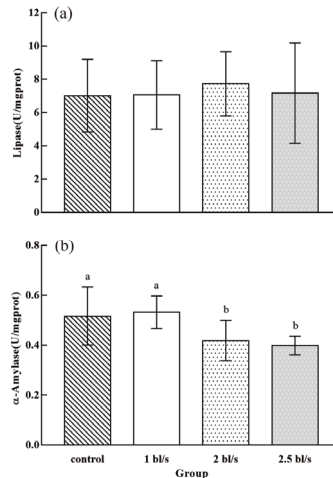 (a)
Lipase(U/mgprot)
12
10
8
6
4
2
0
(b)
α-Amylase(U/mgprot)
0.8
0.6
0.4
0.2
0.0
a a b b
control 1 bl/s 2 bl/s 2.5 bl/s
Group